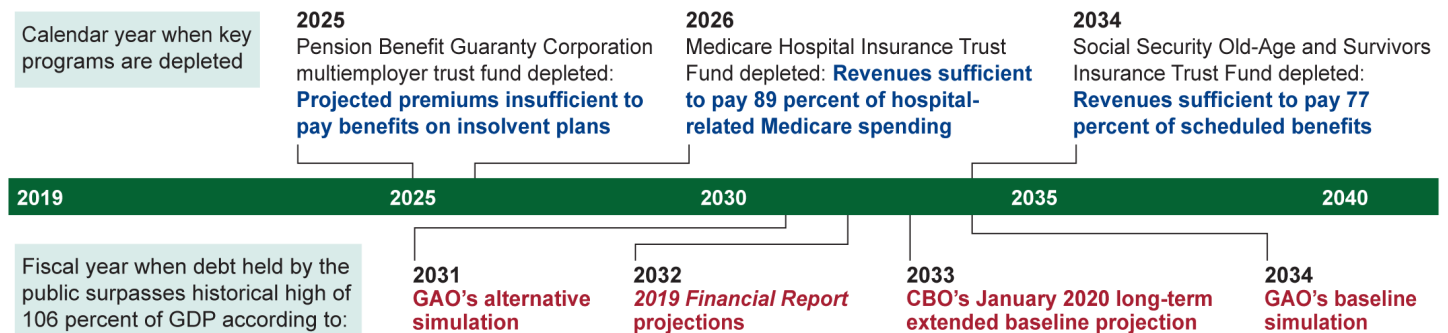 Calendar year when key
programs are depleted
2025
Pension Benefit Guaranty Corporation
multiemployer trust fund depleted:
Projected premiums insufficient to
pay benefits on insolvent plans
2026
Medicare Hospital Insurance Trust
Fund depleted: Revenues sufficient
to pay 89 percent of hospital-
related Medicare spending
2034
Social Security Old-Age and Survivors
Insurance Trust Fund depleted:
Revenues sufficient to pay 77
percent of scheduled benefits
2019 2025 2030 2035 2040
Fiscal year when debt held by the
public surpasses historical high of
106 percent of GDP according to:
2031
GAO’s alternative
simulation
2032
2019 Financial Report
projections
2033
CBO’s January 2020 long-term
extended baseline projection
2034
GAO’s baseline
simulation